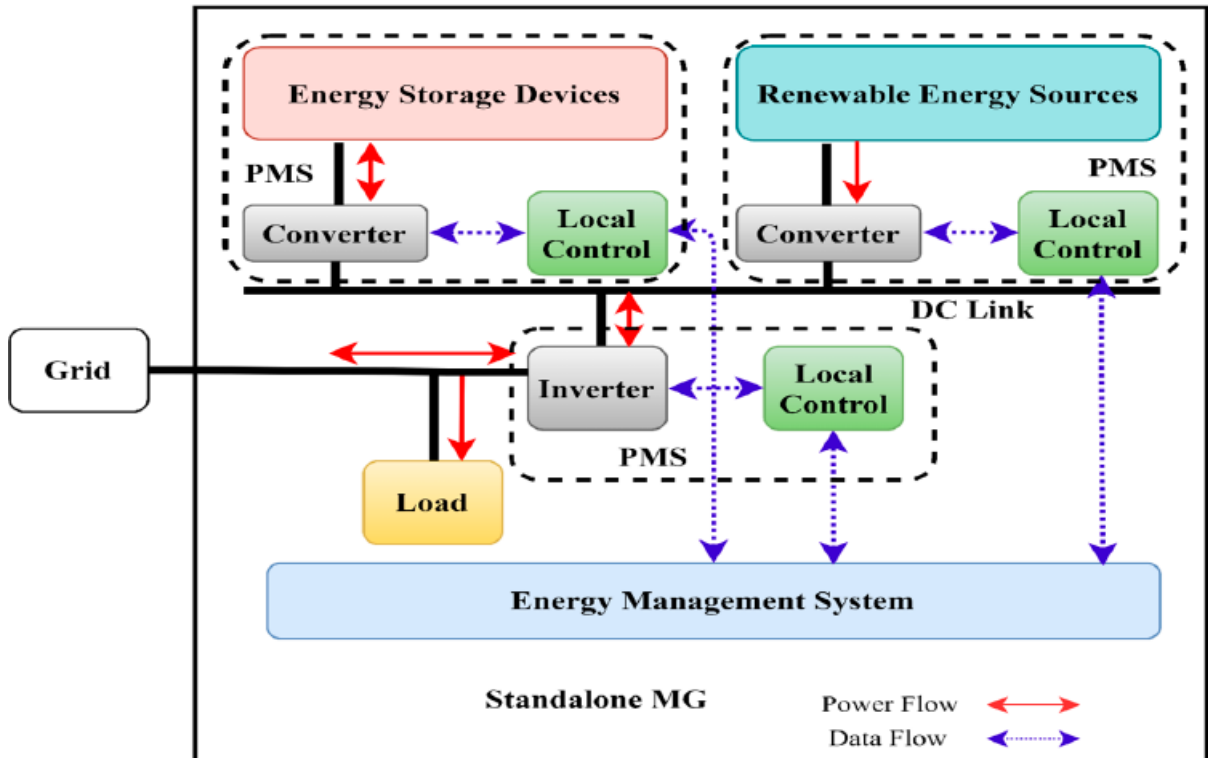 Energy Storage Devices
Renewable Energy Sources
PMS
PMS
Converter
Local
Control
Converter
Local
Control
DC Link
Grid
Inverter
Local
Control
PMS
Load
Energy Management System
Standalone MG
Power Flow
Data Flow